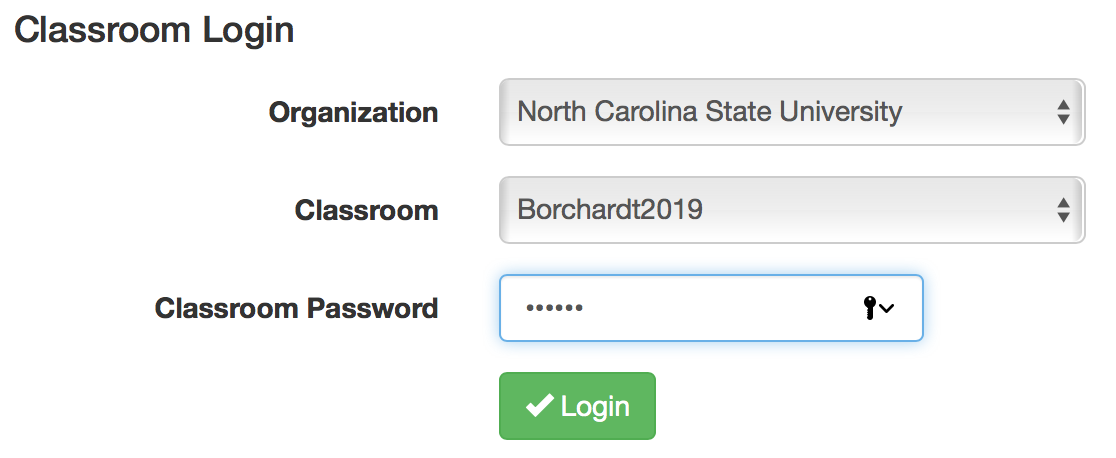 Classroom Login
Organization North Carolina State University
Classroom Borchardt2019
Classroom Password ••••••
Login